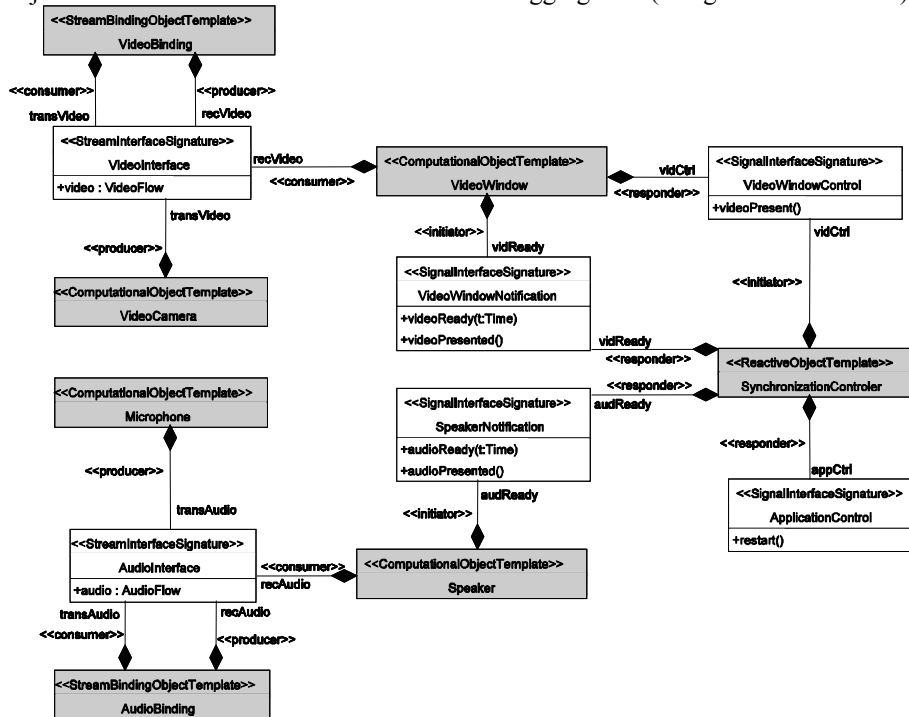 <<StreamBindingObjectTemplate>>
VideoBinding
<<consumer>>
<<producer>>
transVideo
recVideo
<<StreamInterfaceSignature>>
VideoInterface
+video : VideoFlow
recVideo
<<consumer>>
transVideo
<<producer>>
<<ComputationalObjectTemplate>>
VideoCamera
<<ComputationalObjectTemplate>>
VideoWindow
vidCtrl
<<responder>>
<<SignalInterfaceSignature>>
VideoWindowControl
+videoPresent()
vidCtrl
<<initiator>>
<<initiator>>
vidReady
<<SignalInterfaceSignature>>
VideoWindowNotification
+videoReady(t:Time)
+videoPresented()
vidReady
<<responder>>
<<ReactiveObjectTemplate>>
SynchronizationControler
<<responder>>
audReady
<<SignalInterfaceSignature>>
SpeakerNotification
+audioReady(t:Time)
+audioPresented()
<<responder>>
appCtrl
<<SignalInterfaceSignature>>
ApplicationControl
+restart()
audReady
<<initiator>>
<<ComputationalObjectTemplate>>
Microphone
<<producer>>
transAudio
<<StreamInterfaceSignature>>
AudioInterface
+audio : AudioFlow
<<consumer>>
recAudio
<<ComputationalObjectTemplate>>
Speaker
transAudio
recAudio
<<consumer>>
<<producer>>
<<StreamBindingObjectTemplate>>
AudioBinding